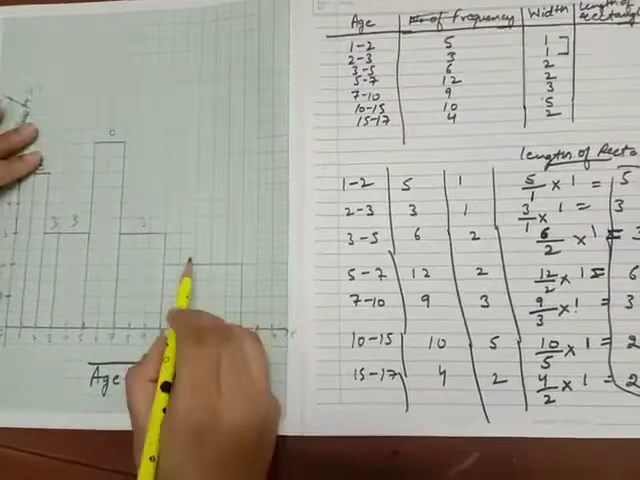 Age of Frequency Width length of rectangl
1-2 5 1
2-3 3 1
3-5 6 2
5-7 12 2
7-10 9 3
10-15 10 5
15-17 4 2
length of Recta
1-2 5 1 5/1 x 1 = 5
2-3 3 1 3/1 x 1 = 3
3-5 6 2 6/2 x 1 = 3
5-7 12 2 12/2 x 1 = 6
7-10 9 3 9/3 x 1 = 3
10-15 10 5 10/5 x 1 = 2
15-17 4 2 4/2 x 1 = 2
3 3
3
Age